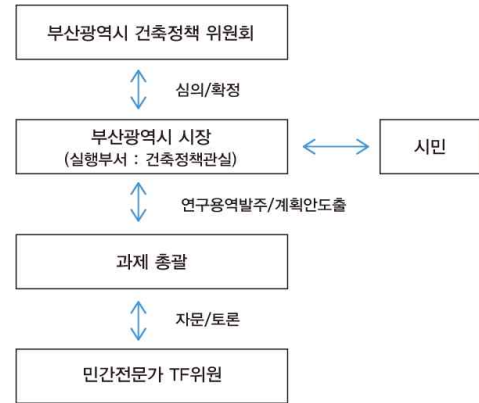 부산광역시 건축정책 위원회
심의/확정
부산광역시 시장
(실행부서 : 건축정책관실)
시민
연구용역발주/계획안도출
과제 총괄
자문/토론
민간전문가 TF위원